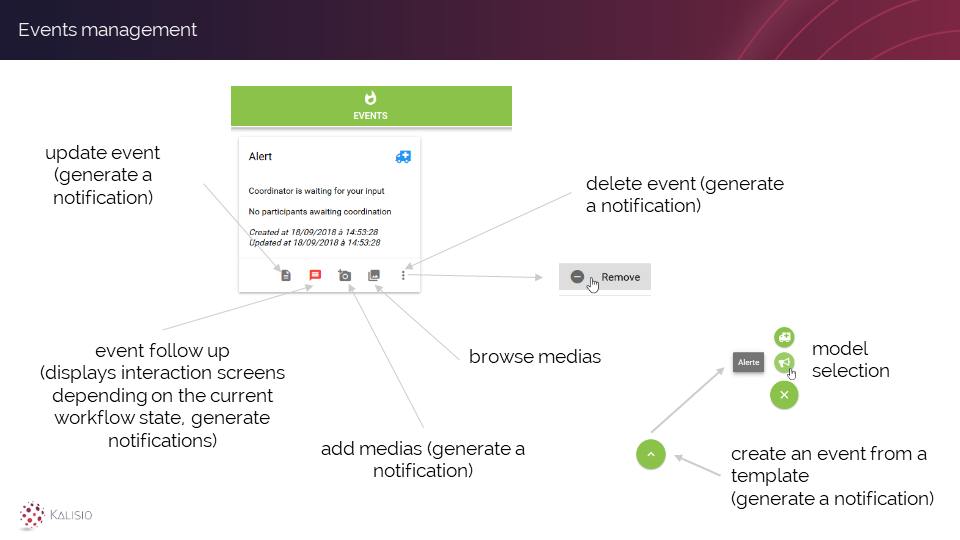 Events management
EVENTS
Alert
Coordinator is waiting for your input
No participants awaiting coordination
Created at 18/09/2018 à 14:53:28
Updated at 18/09/2018 à 14:53:28
update event
(generate a
notification)
delete event (generate
a notification)
Remove
event follow up
(displays interaction screens
depending on the current
workflow state, generate
notifications)
browse medias
add medias (generate a
notification)
Alerte
model
selection
create an event from a
template
(generate a notification)
KALISIO